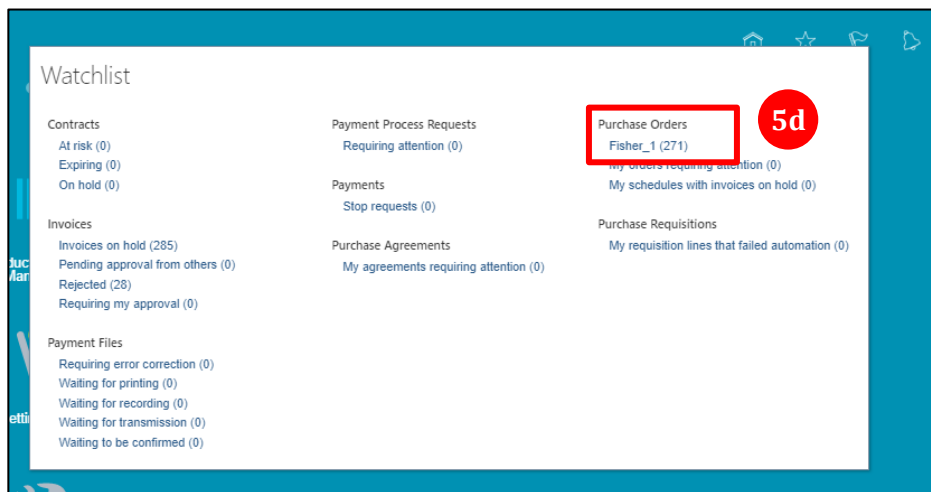 Watchlist
Contracts
At risk (0)
Expiring (0)
On hold (0)
Invoices
Invoices on hold (285)
Pending approval from others (0)
Rejected (28)
Requiring my approval (0)
Payment Files
Requiring error correction (0)
Waiting for printing (0)
Waiting for recording (0)
Waiting for transmission (0)
Waiting to be confirmed (0)
Payment Process Requests
Requiring attention (0)
Payments
Stop requests (0)
Purchase Agreements
My agreements requiring attention (0)
Purchase Orders
5d
Fisher_1 (271)
My orders requiring attention (0)
My schedules with invoices on hold (0)
Purchase Requisitions
My requisition lines that failed automation (0)